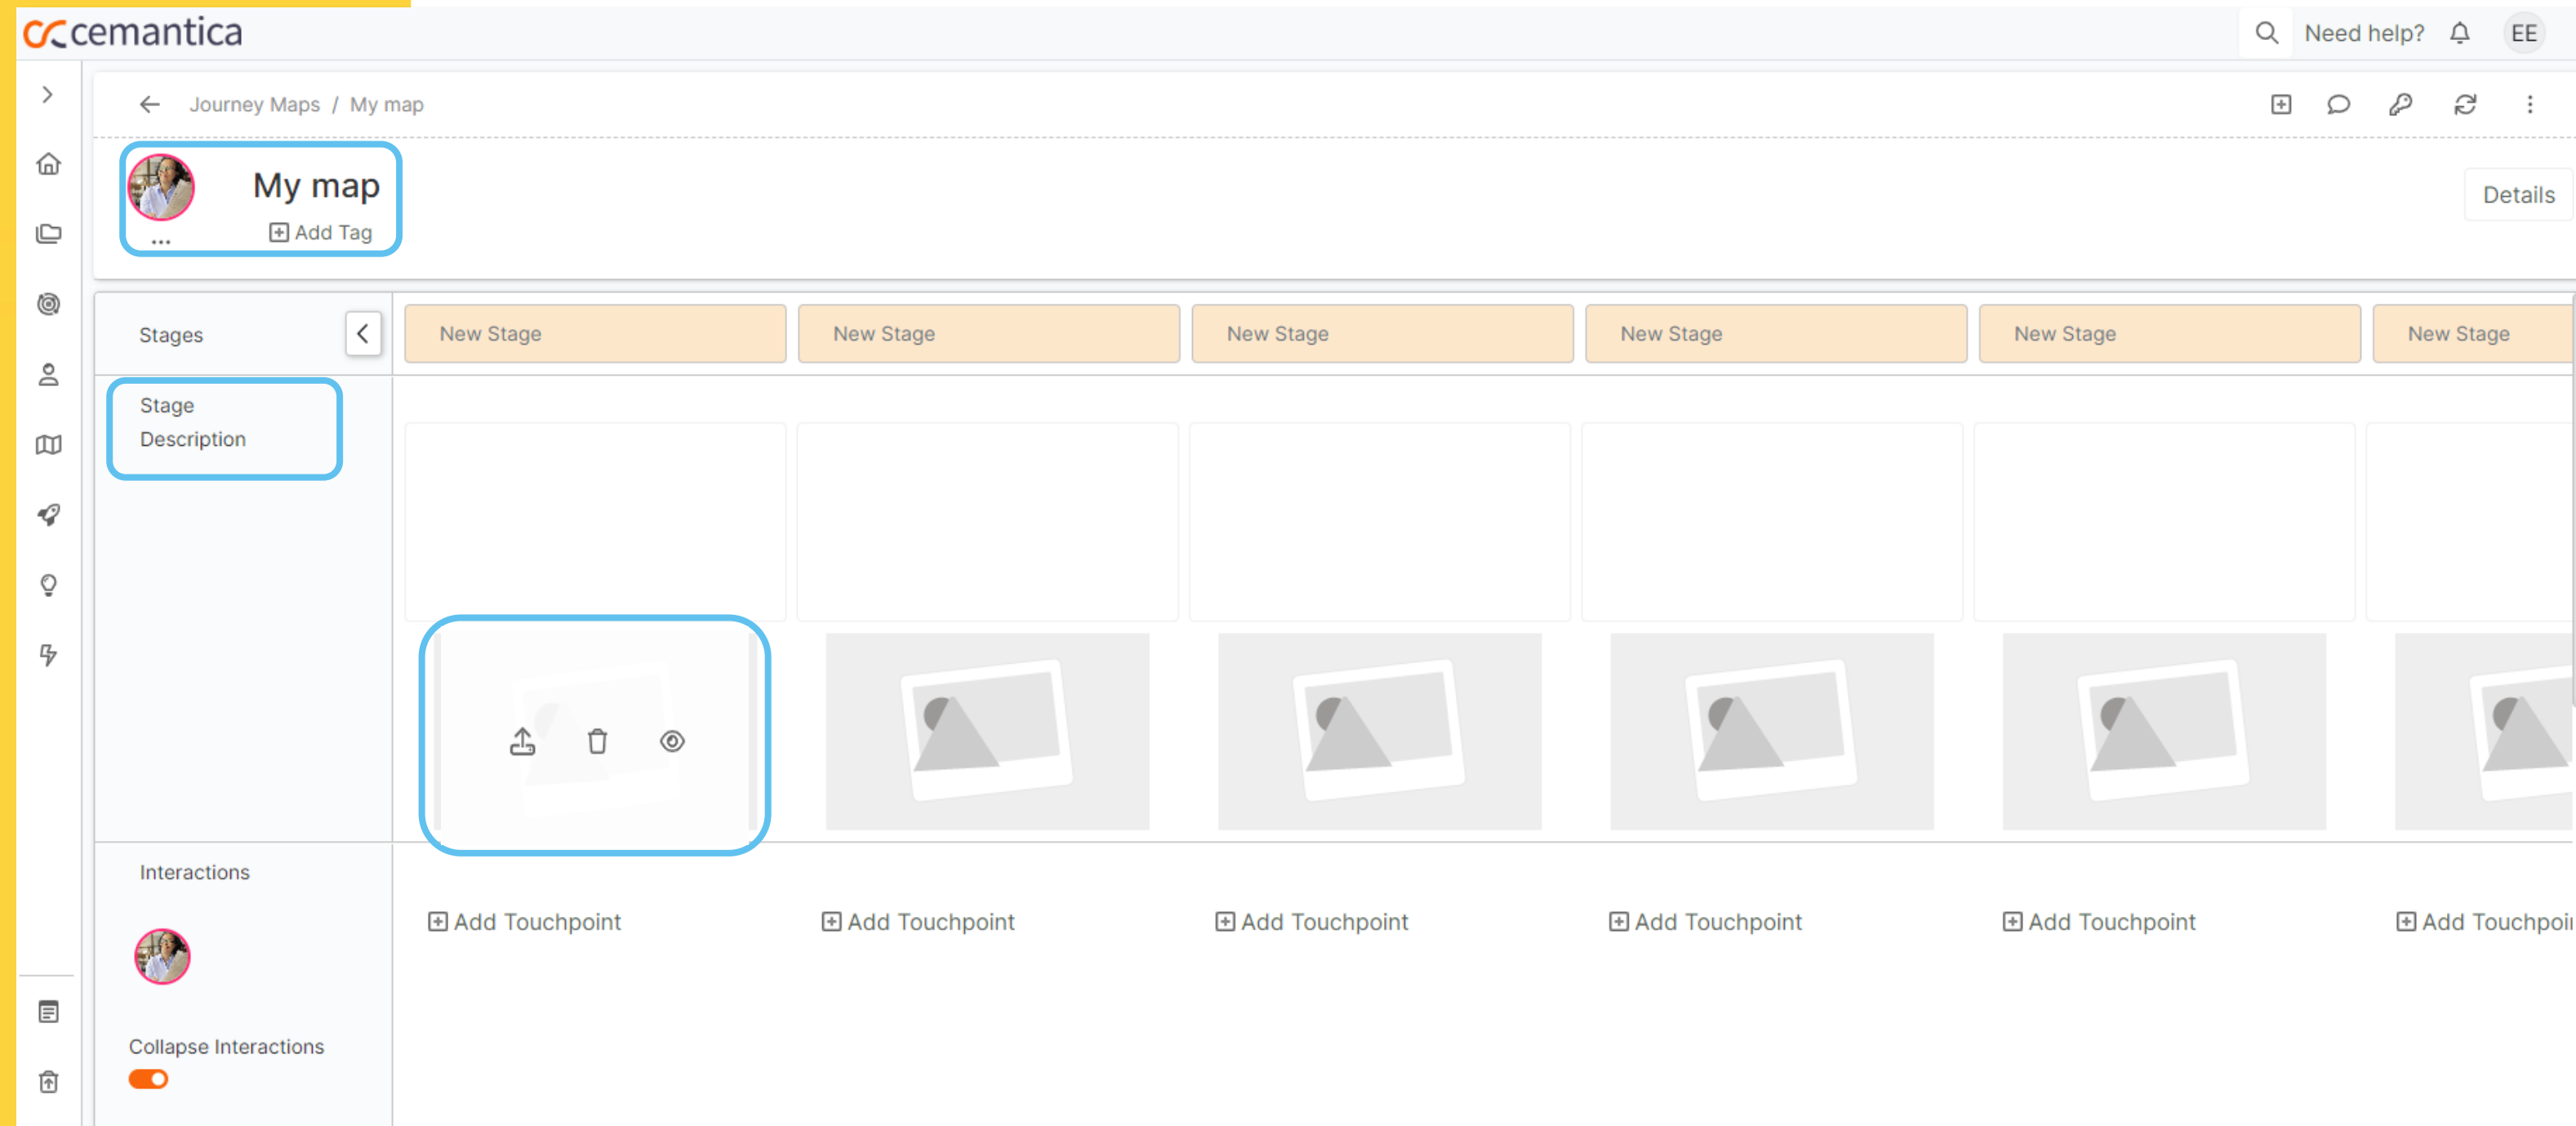 cemantica
Need help?
EE
Journey Maps / My map
My map
Add Tag
Details
Stages
New Stage
New Stage
New Stage
New Stage
New Stage
New Stage
Stage
Description
Interactions
Add Touchpoint
Add Touchpoint
Add Touchpoint
Add Touchpoint
Add Touchpoint
Add Touchpoi
Collapse Interactions